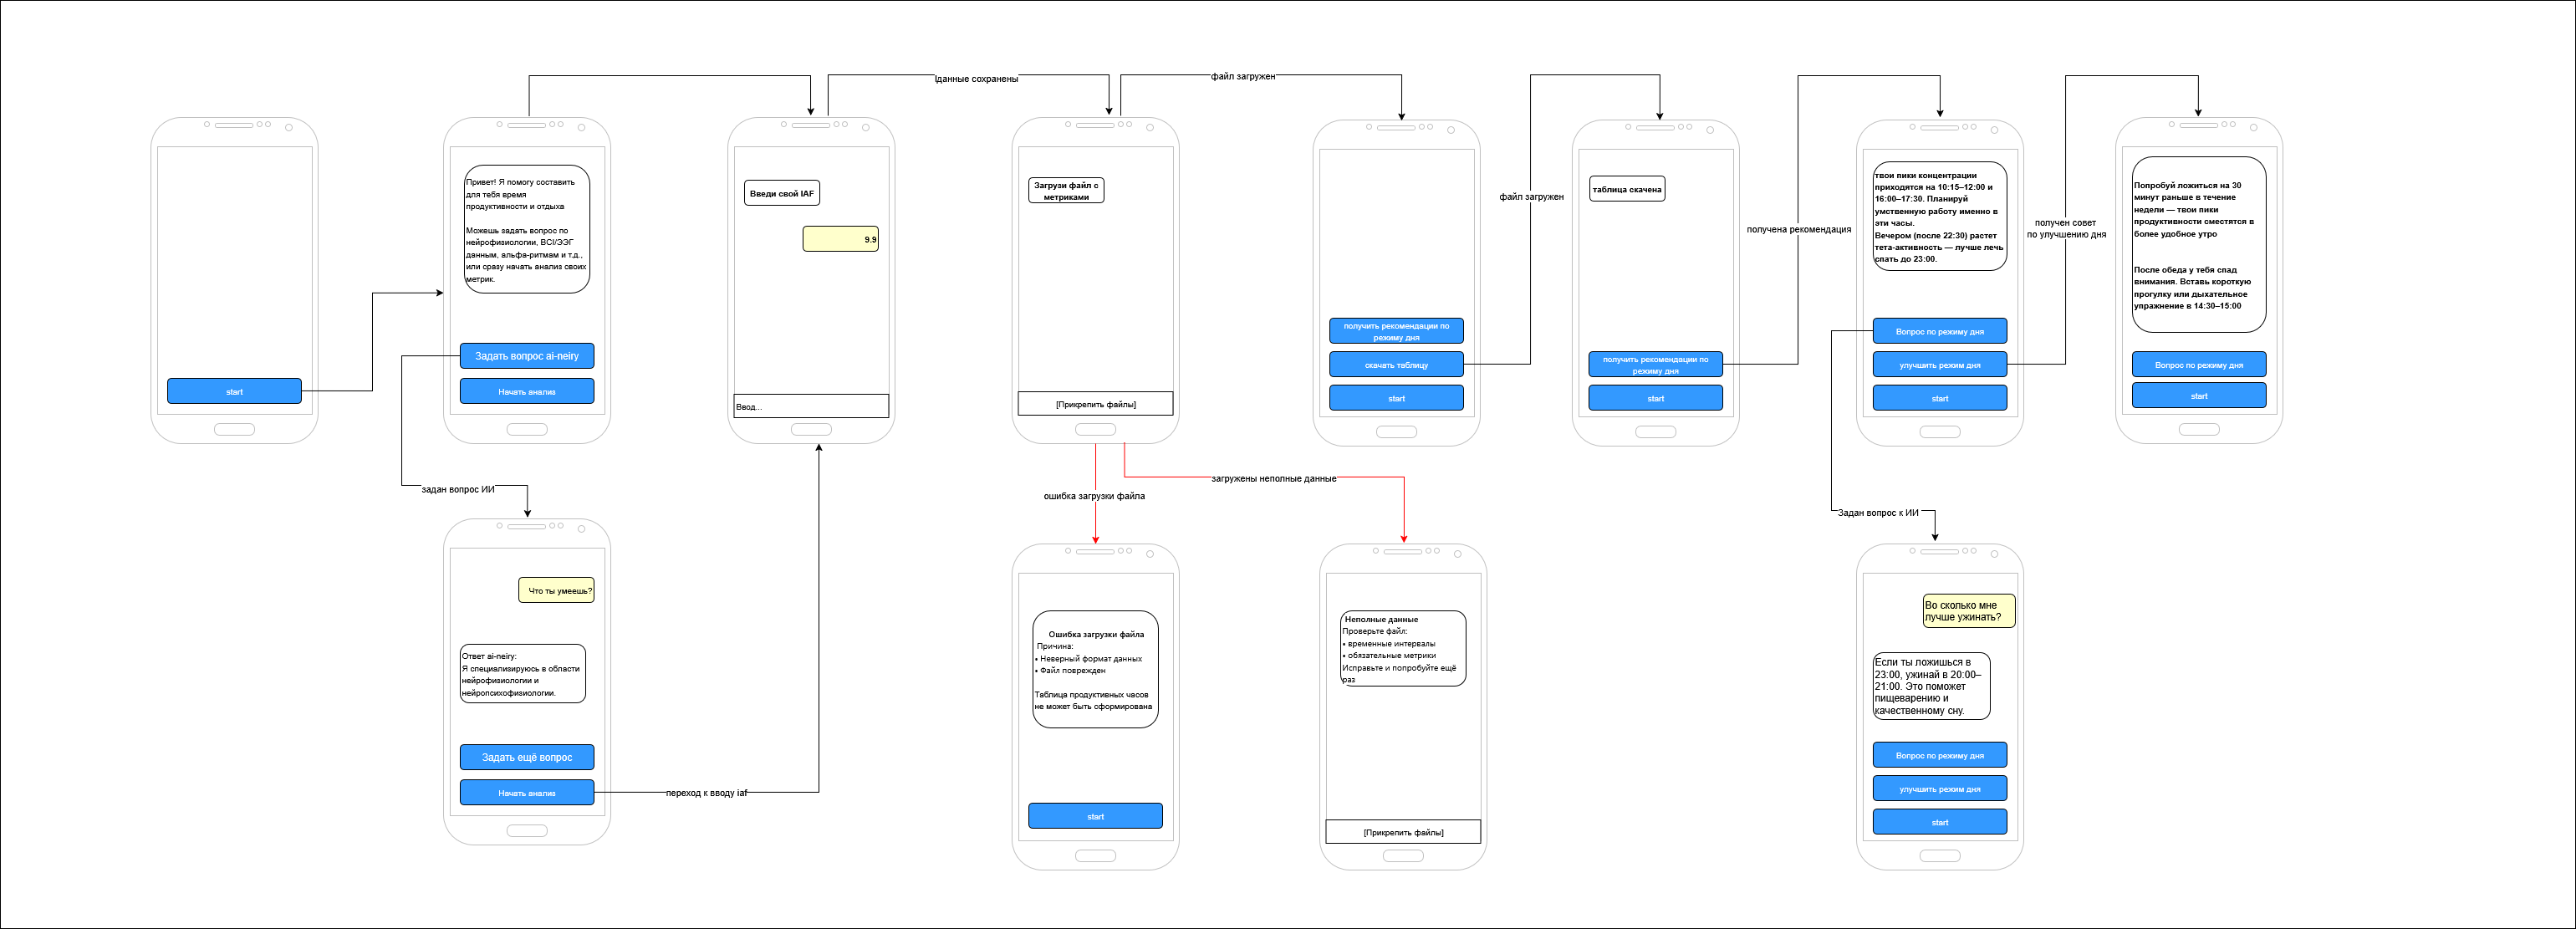 start
Привет! Я помогу составить
для тебя время
продуктивности и отдыха
Можешь задать вопрос по
нейрофизиологии, BCI/ЭЭГ
данным, альфа-ритмам и т.д.,
или сразу начать анализ своих
метрик.
Задать вопрос ai-neiry
Начать анализ
Введи свой IAF
9.9
Ввод...
|данные сохранены
Загрузи файл с
метриками
[Прикрепить файлы]
файл загружен
получить рекомендации по
режиму дня
скачать таблицу
start
файл загружен
таблица скачена
получить рекомендации по
режиму дня
start
получена рекомендация
твои пики концентрации
приходятся на 10:15–12:00 и
16:00–17:30. Планируй
умственную работу именно в
эти часы.
Вечером (после 22:30) растет
тета-активность — лучше лечь
спать до 23:00.
Вопрос по режиму дня
улучшить режим дня
start
получен совет
по улучшению дня
Попробуй ложиться на 30
минут раньше в течение
недели — твои пики
продуктивности сместятся в
более удобное утро
После обеда у тебя спад
внимания. Вставь короткую
прогулку или дыхательное
упражнение в 14:30–15:00
Вопрос по режиму дня
start
задан вопрос ИИ
Что ты умеешь?
Ответ ai-neiry:
Я специализируюсь в области
нейрофизиологии и
нейропсихофизиологии.
Задать ещё вопрос
Начать анализ
переход к вводу iaf
ошибка загрузки файла
Ошибка загрузки файла
Причина:
• Неверный формат данных
• Файл поврежден
Таблица продуктивных часов
не может быть сформирована
start
загружены неполные данные
Неполные данные
Проверьте файл:
• временные интервалы
• обязательные метрики
Исправьте и попробуйте ещё
раз
[Прикрепить файлы]
Задан вопрос к ИИ
Во сколько мне
лучше ужинать?
Если ты ложишься в
23:00, ужинай в 20:00–
21:00. Это поможет
пищеварению и
качественному сну.
Вопрос по режиму дня
улучшить режим дня
start